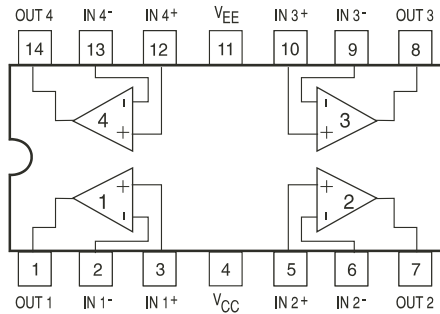 OUT 4 IN 4- IN 4+ VEE IN 3+ IN 3- OUT 3
14 13 12 11 10 9 8
4 - + - + 3
1 + - + - 2
1 2 3 4 5 6 7
OUT 1 IN 1- IN 1+ VCC IN 2+ IN 2- OUT 2